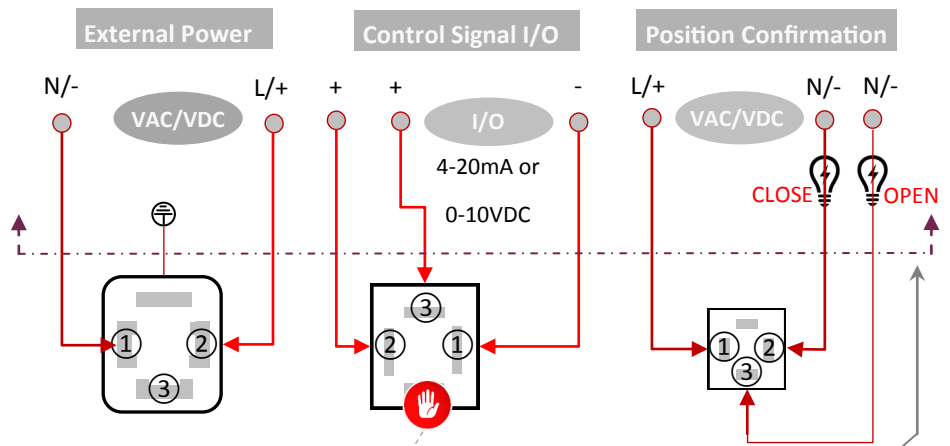 External Power
Control Signal I/O
Position Confirmation
N/-
L/+
+
+
-
L/+
N/-
N/-
VAC/VDC
I/O
VAC/VDC
4-20mA or
0-10VDC
CLOSE
OPEN
1
2
3
3
2
1
1
2
3